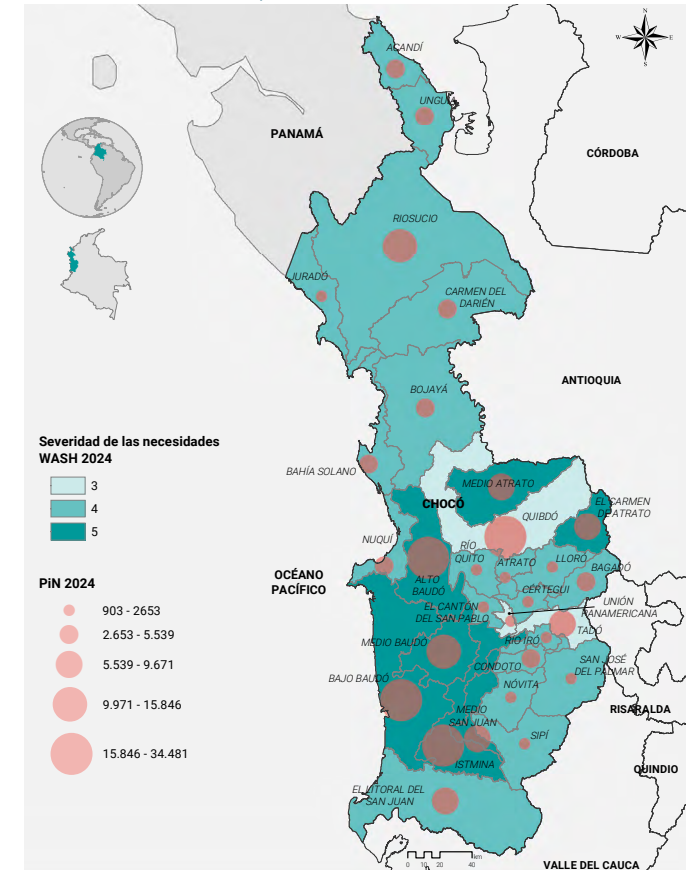 N
W
E
S
ACANDÍ
UNGUÍA
PANAMÁ
CÓRDOBA
RIOSUCIO
JURADÓ
CARMEN DEL
DARIÉN
ANTIOQUIA
BOJAYÁ
Severidad de las necesidades
WASH 2024
3
4
5
BAHÍA SOLANO
MEDIO ATRATO
CHOCÓ
EL CARMEN
DE ATRATO
QUIBDÓ
NUQUÍ
RÍO
QUITO
ATRATO
LLORÓ
BAGADÓ
OCÉANO
PACÍFICO
ALTO
BAUDÓ
CÉRTEGUI
UNIÓN
PANAMERICANA
EL CANTÓN
DEL SAN PABLO
TADÓ
PiN 2024
903 - 2653
2.653 - 5.539
5.539 - 9.671
9.971 - 15.846
15.846 - 34.481
MEDIO BAUDÓ
RIO IRÓ
CONDOTO
SAN JOSÉ
DEL PALMAR
BAJO BAUDÓ
NÓVITA
MEDIO
SAN JUAN
RISARALDA
SIPÍ
ISTMINA
QUINDIO
EL LITORAL DEL
SAN JUAN
km
0 10 20 40
VALLE DEL CAUCA